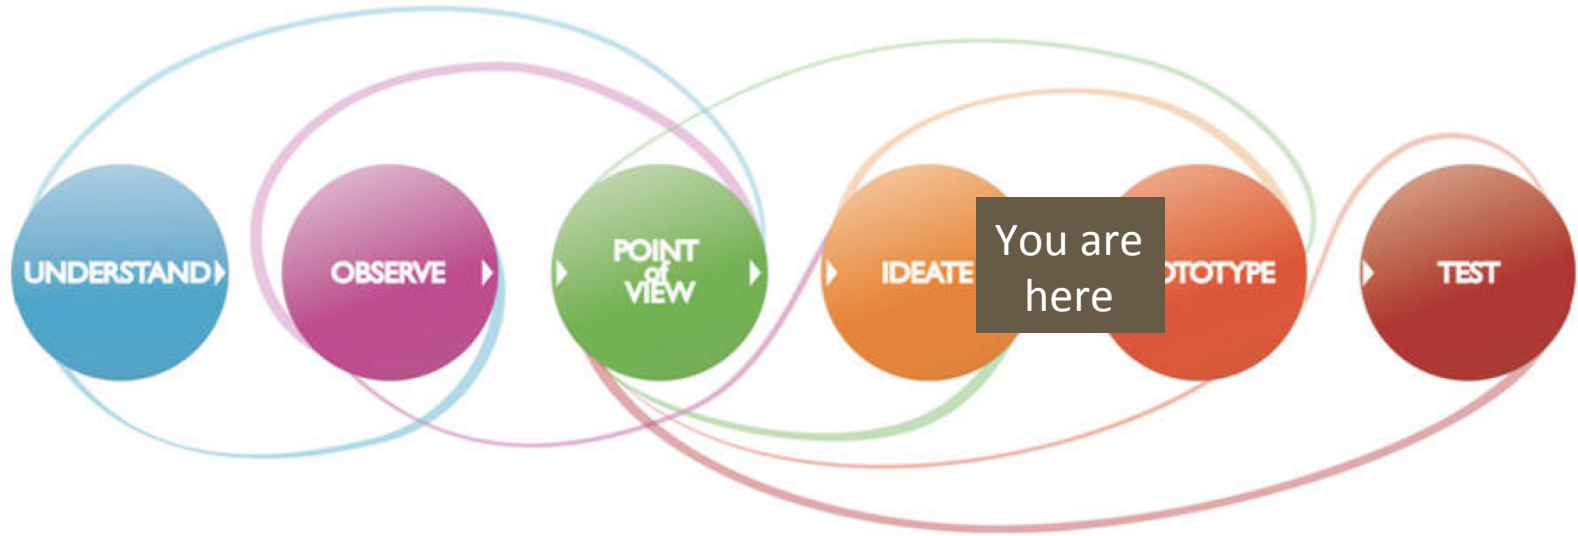 UNDERSTAND
OBSERVE
POINT
of
VIEW
IDEATE
You are
here
OTOTYPE
TEST